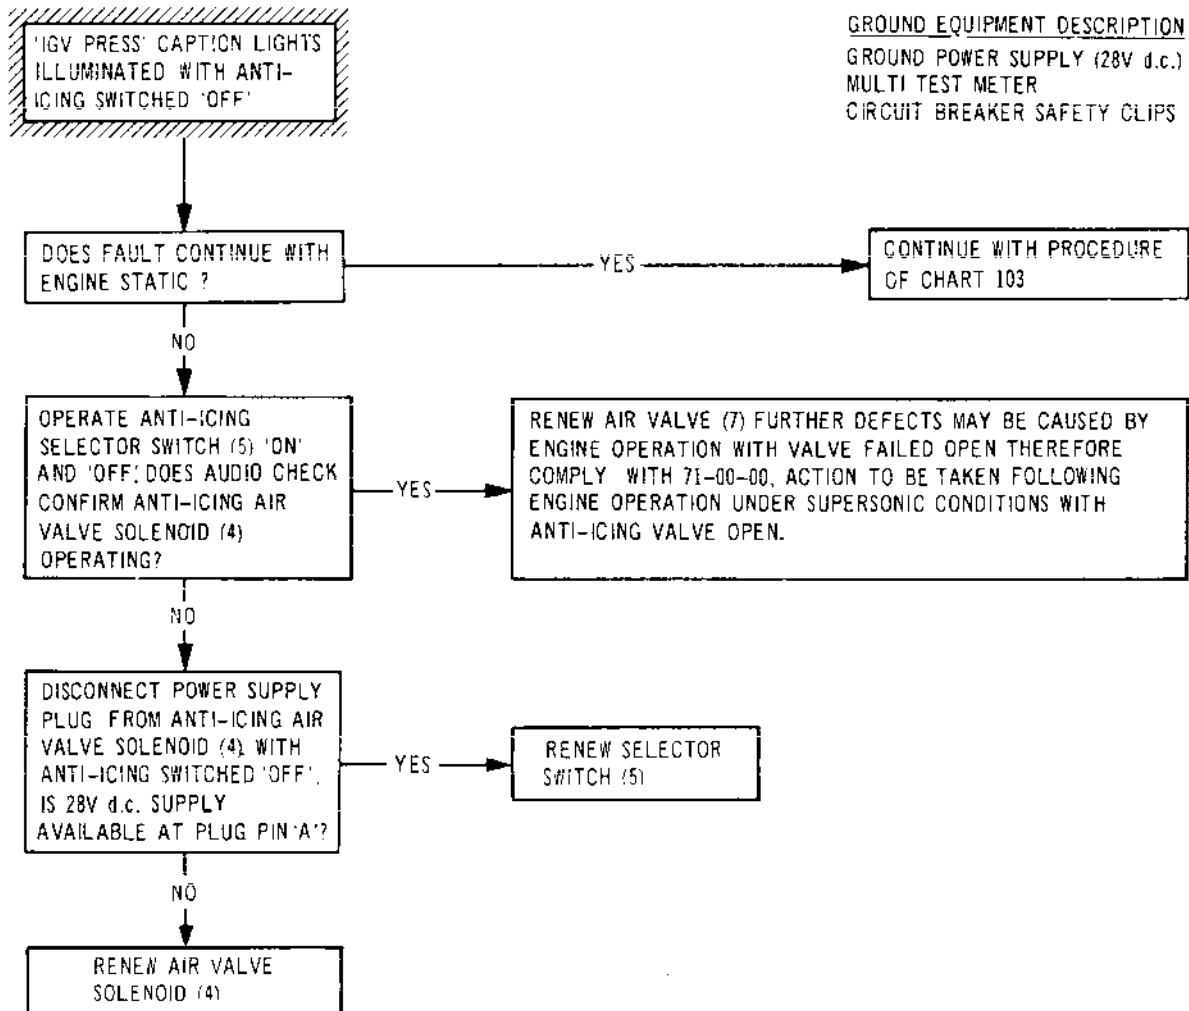 'IGV PRESS' CAPTION LIGHTS
ILLUMINATED WITH ANTI-
ICING SWITCHED 'OFF'
GROUND EQUIPMENT DESCRIPTION
GROUND POWER SUPPLY (28V d.c.)
MULTI TEST METER
CIRCUIT BREAKER SAFETY CLIPS
DOES FAULT CONTINUE WITH
ENGINE STATIC ?
YES
CONTINUE WITH PROCEDURE
OF CHART 103
NO
OPERATE ANTI-ICING
SELECTOR SWITCH (5) 'ON'
AND 'OFF'; DOES AUDIO CHECK
CONFIRM ANTI-ICING AIR
VALVE SOLENOID (4)
OPERATING?
YES
RENEW AIR VALVE (7) FURTHER DEFECTS MAY BE CAUSED BY
ENGINE OPERATION WITH VALVE FAILED OPEN THEREFORE
COMPLY WITH 71-00-00, ACTION TO BE TAKEN FOLLOWING
ENGINE OPERATION UNDER SUPERSONIC CONDITIONS WITH
ANTI-ICING VALVE OPEN.
NO
DISCONNECT POWER SUPPLY
PLUG FROM ANTI-ICING AIR
VALVE SOLENOID (4) WITH
ANTI-ICING SWITCHED 'OFF',
IS 28V d.c. SUPPLY
AVAILABLE AT PLUG PIN 'A'?
YES
RENEW SELECTOR
SWITCH (5)
NO
RENEW AIR VALVE
SOLENOID (4)